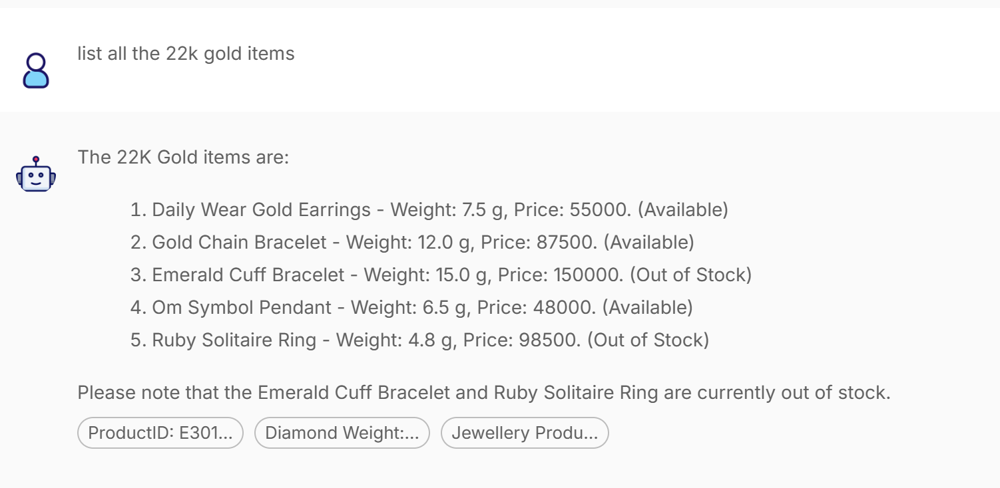 list all the 22k gold items
The 22K Gold items are:
1. Daily Wear Gold Earrings - Weight: 7.5 g, Price: 55000. (Available)
2. Gold Chain Bracelet - Weight: 12.0 g, Price: 87500. (Available)
3. Emerald Cuff Bracelet - Weight: 15.0 g, Price: 150000. (Out of Stock)
4. Om Symbol Pendant - Weight: 6.5 g, Price: 48000. (Available)
5. Ruby Solitaire Ring - Weight: 4.8 g, Price: 98500. (Out of Stock)
Please note that the Emerald Cuff Bracelet and Ruby Solitaire Ring are currently out of stock.
ProductID: E301... Diamond Weight:... Jewellery Produ...